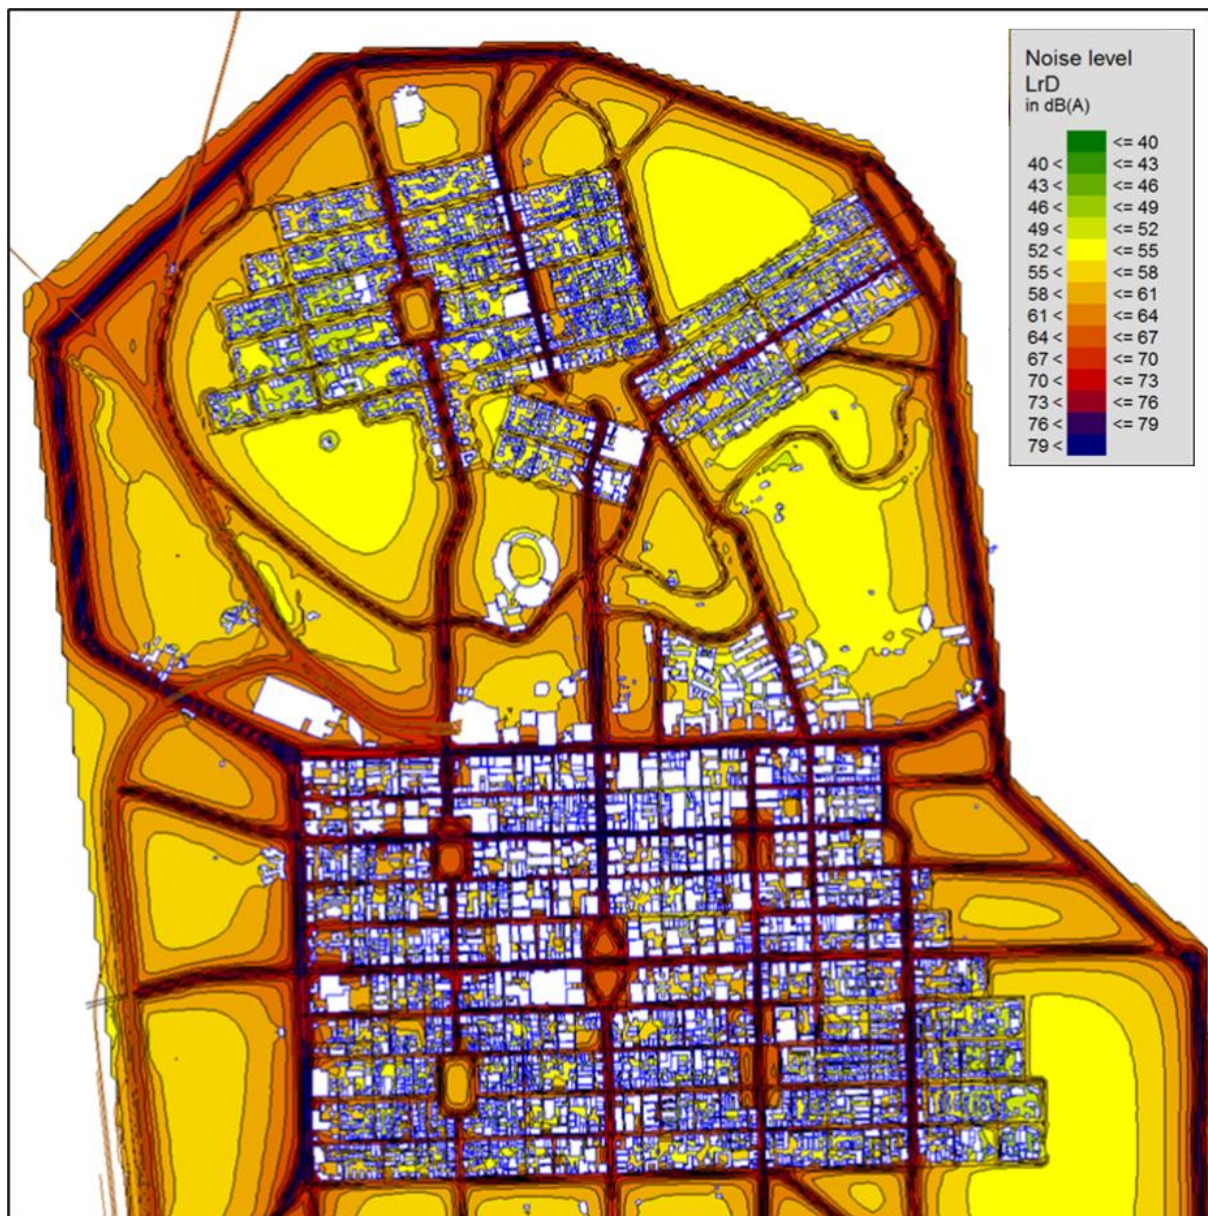 Noise level
LrD
in dB(A)
<= 40
40 < <= 43
43 < <= 46
46 < <= 49
49 < <= 52
52 < <= 55
55 < <= 58
58 < <= 61
61 < <= 64
64 < <= 67
67 < <= 70
70 < <= 73
73 < <= 76
76 < <= 79
79 <